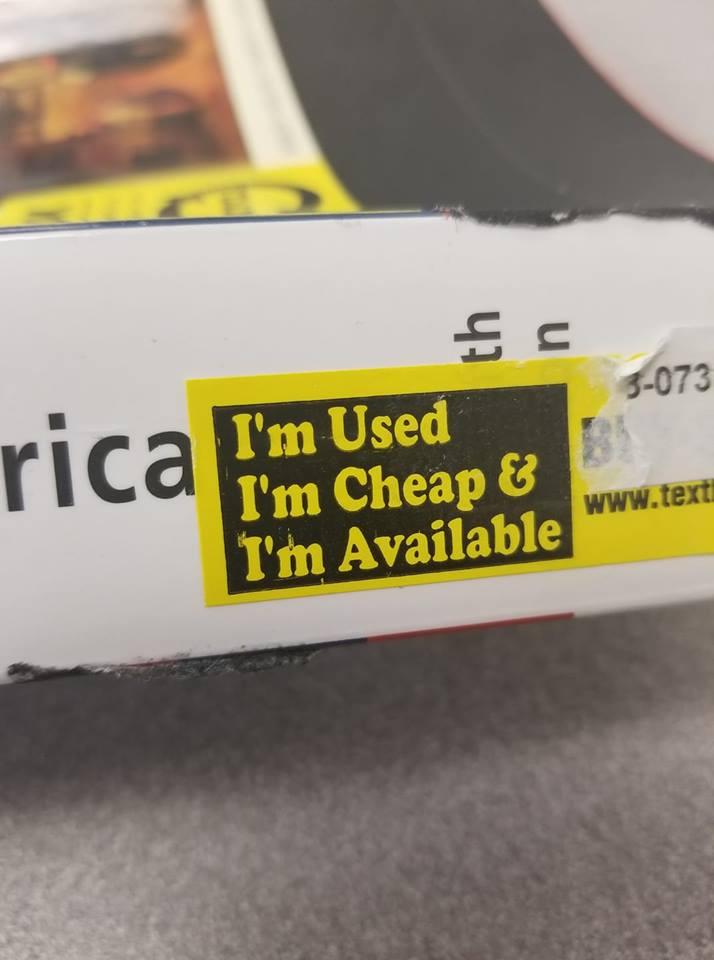 th
n
rica
I'm Used
I'm Cheap &
I'm Available
3-073
www.text